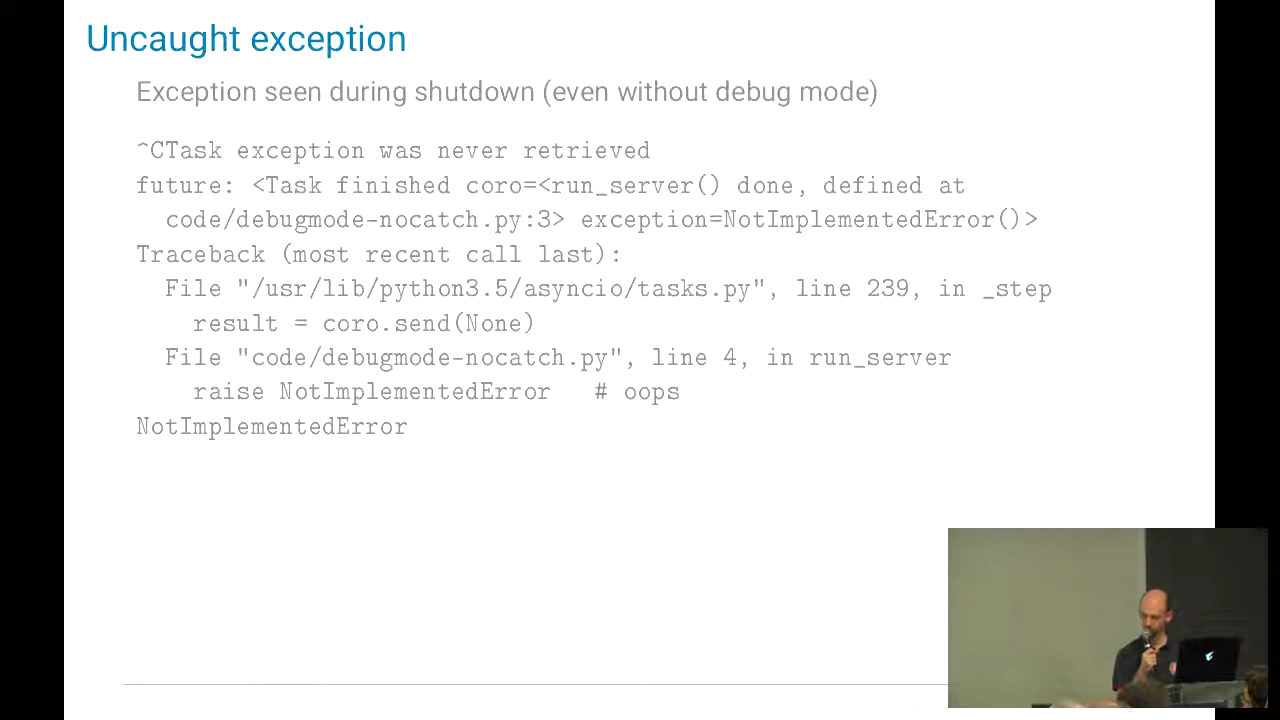 Uncaught exception
Exception seen during shutdown (even without debug mode)
^CTask exception was never retrieved
future: <Task finished coro=<run_server() done, defined at
code/debugmode-nocatch.py:3> exception=NotImplementedError()>
Traceback (most recent call last):
File "/usr/lib/python3.5/asyncio/tasks.py", line 239, in _step
result = coro.send(None)
File "code/debugmode-nocatch.py", line 4, in run_server
raise NotImplementedError # oops
NotImplementedError